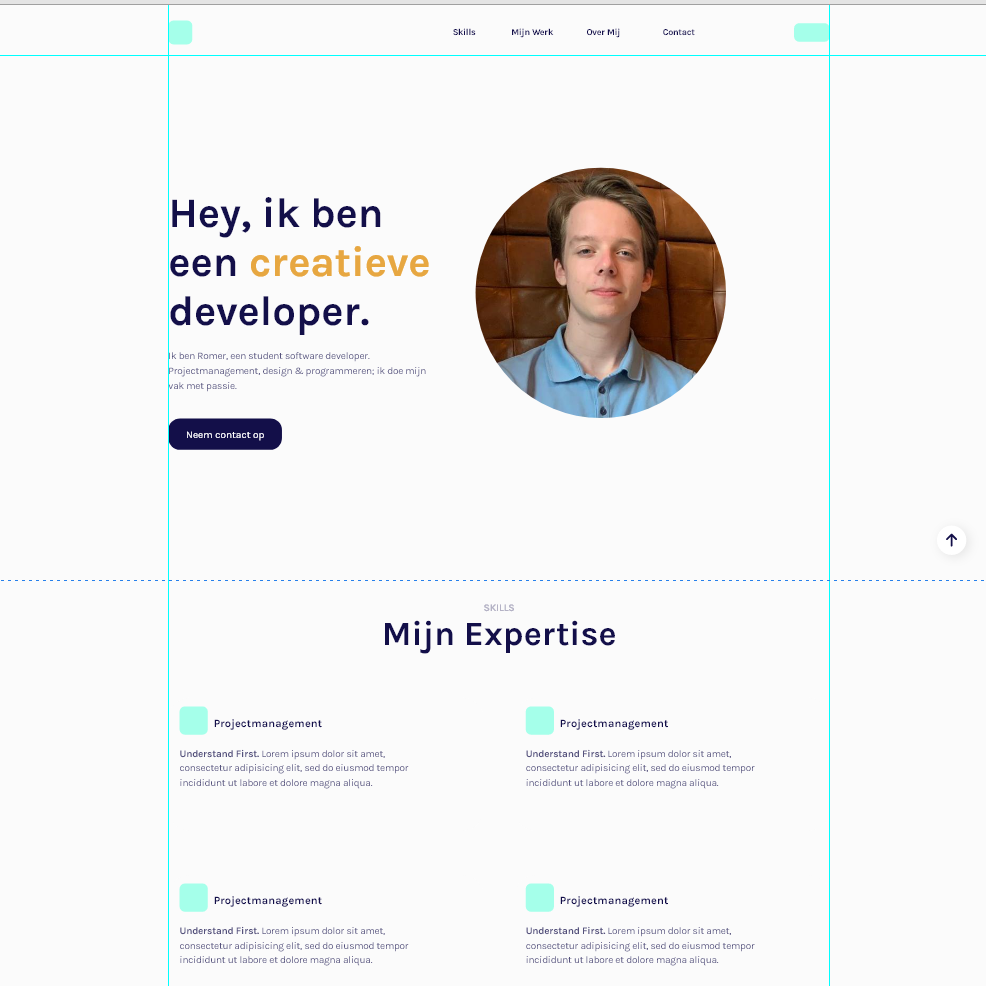 Skills Mijn Werk Over Mij Contact
Hey, ik ben
een creatieve
developer.
Ik ben Romer, een student software developer.
Projectmanagement, design & programmeren; ik doe mijn
vak met passie.
Neem contact op
SKILLS
Mijn Expertise
Projectmanagement
Understand First. Lorem ipsum dolor sit amet,
consectetur adipisicing elit, sed do eiusmod tempor
incididunt ut labore et dolore magna aliqua.
Projectmanagement
Understand First. Lorem ipsum dolor sit amet,
consectetur adipisicing elit, sed do eiusmod tempor
incididunt ut labore et dolore magna aliqua.
Projectmanagement
Understand First. Lorem ipsum dolor sit amet,
consectetur adipisicing elit, sed do eiusmod tempor
incididunt ut labore et dolore magna aliqua.
Projectmanagement
Understand First. Lorem ipsum dolor sit amet,
consectetur adipisicing elit, sed do eiusmod tempor
incididunt ut labore et dolore magna aliqua.